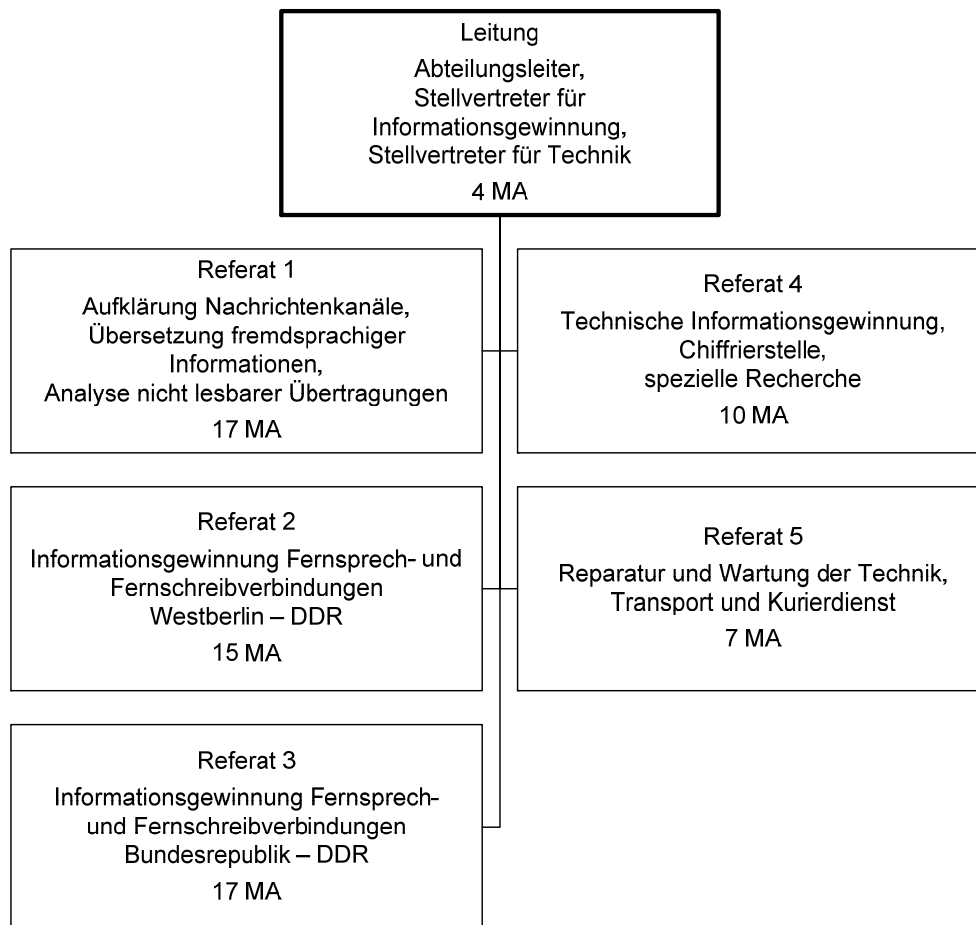 Leitung
Abteilungsleiter,
Stellvertreter für
Informationsgewinnung,
Stellvertreter für Technik
4 MA
Referat 1
Aufklärung Nachrichtenkanäle,
Übersetzung fremdsprachiger
Informationen,
Analyse nicht lesbarer Übertragungen
17 MA
Referat 2
Informationsgewinnung Fernsprech- und
Fernschreibverbindungen
Westberlin – DDR
15 MA
Referat 3
Informationsgewinnung Fernsprech-
und Fernschreibverbindungen
Bundesrepublik – DDR
17 MA
Referat 4
Technische Informationsgewinnung,
Chiffrierstelle,
spezielle Recherche
10 MA
Referat 5
Reparatur und Wartung der Technik,
Transport und Kurierdienst
7 MA